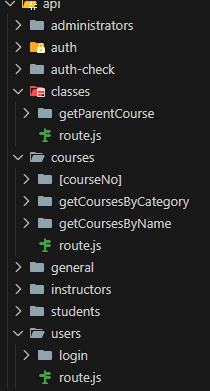 api
administrators
auth
auth-check
classes
getParentCourse
route.js
courses
[courseNo]
getCoursesByCategory
getCoursesByName
route.js
general
instructors
students
users
login
route.js